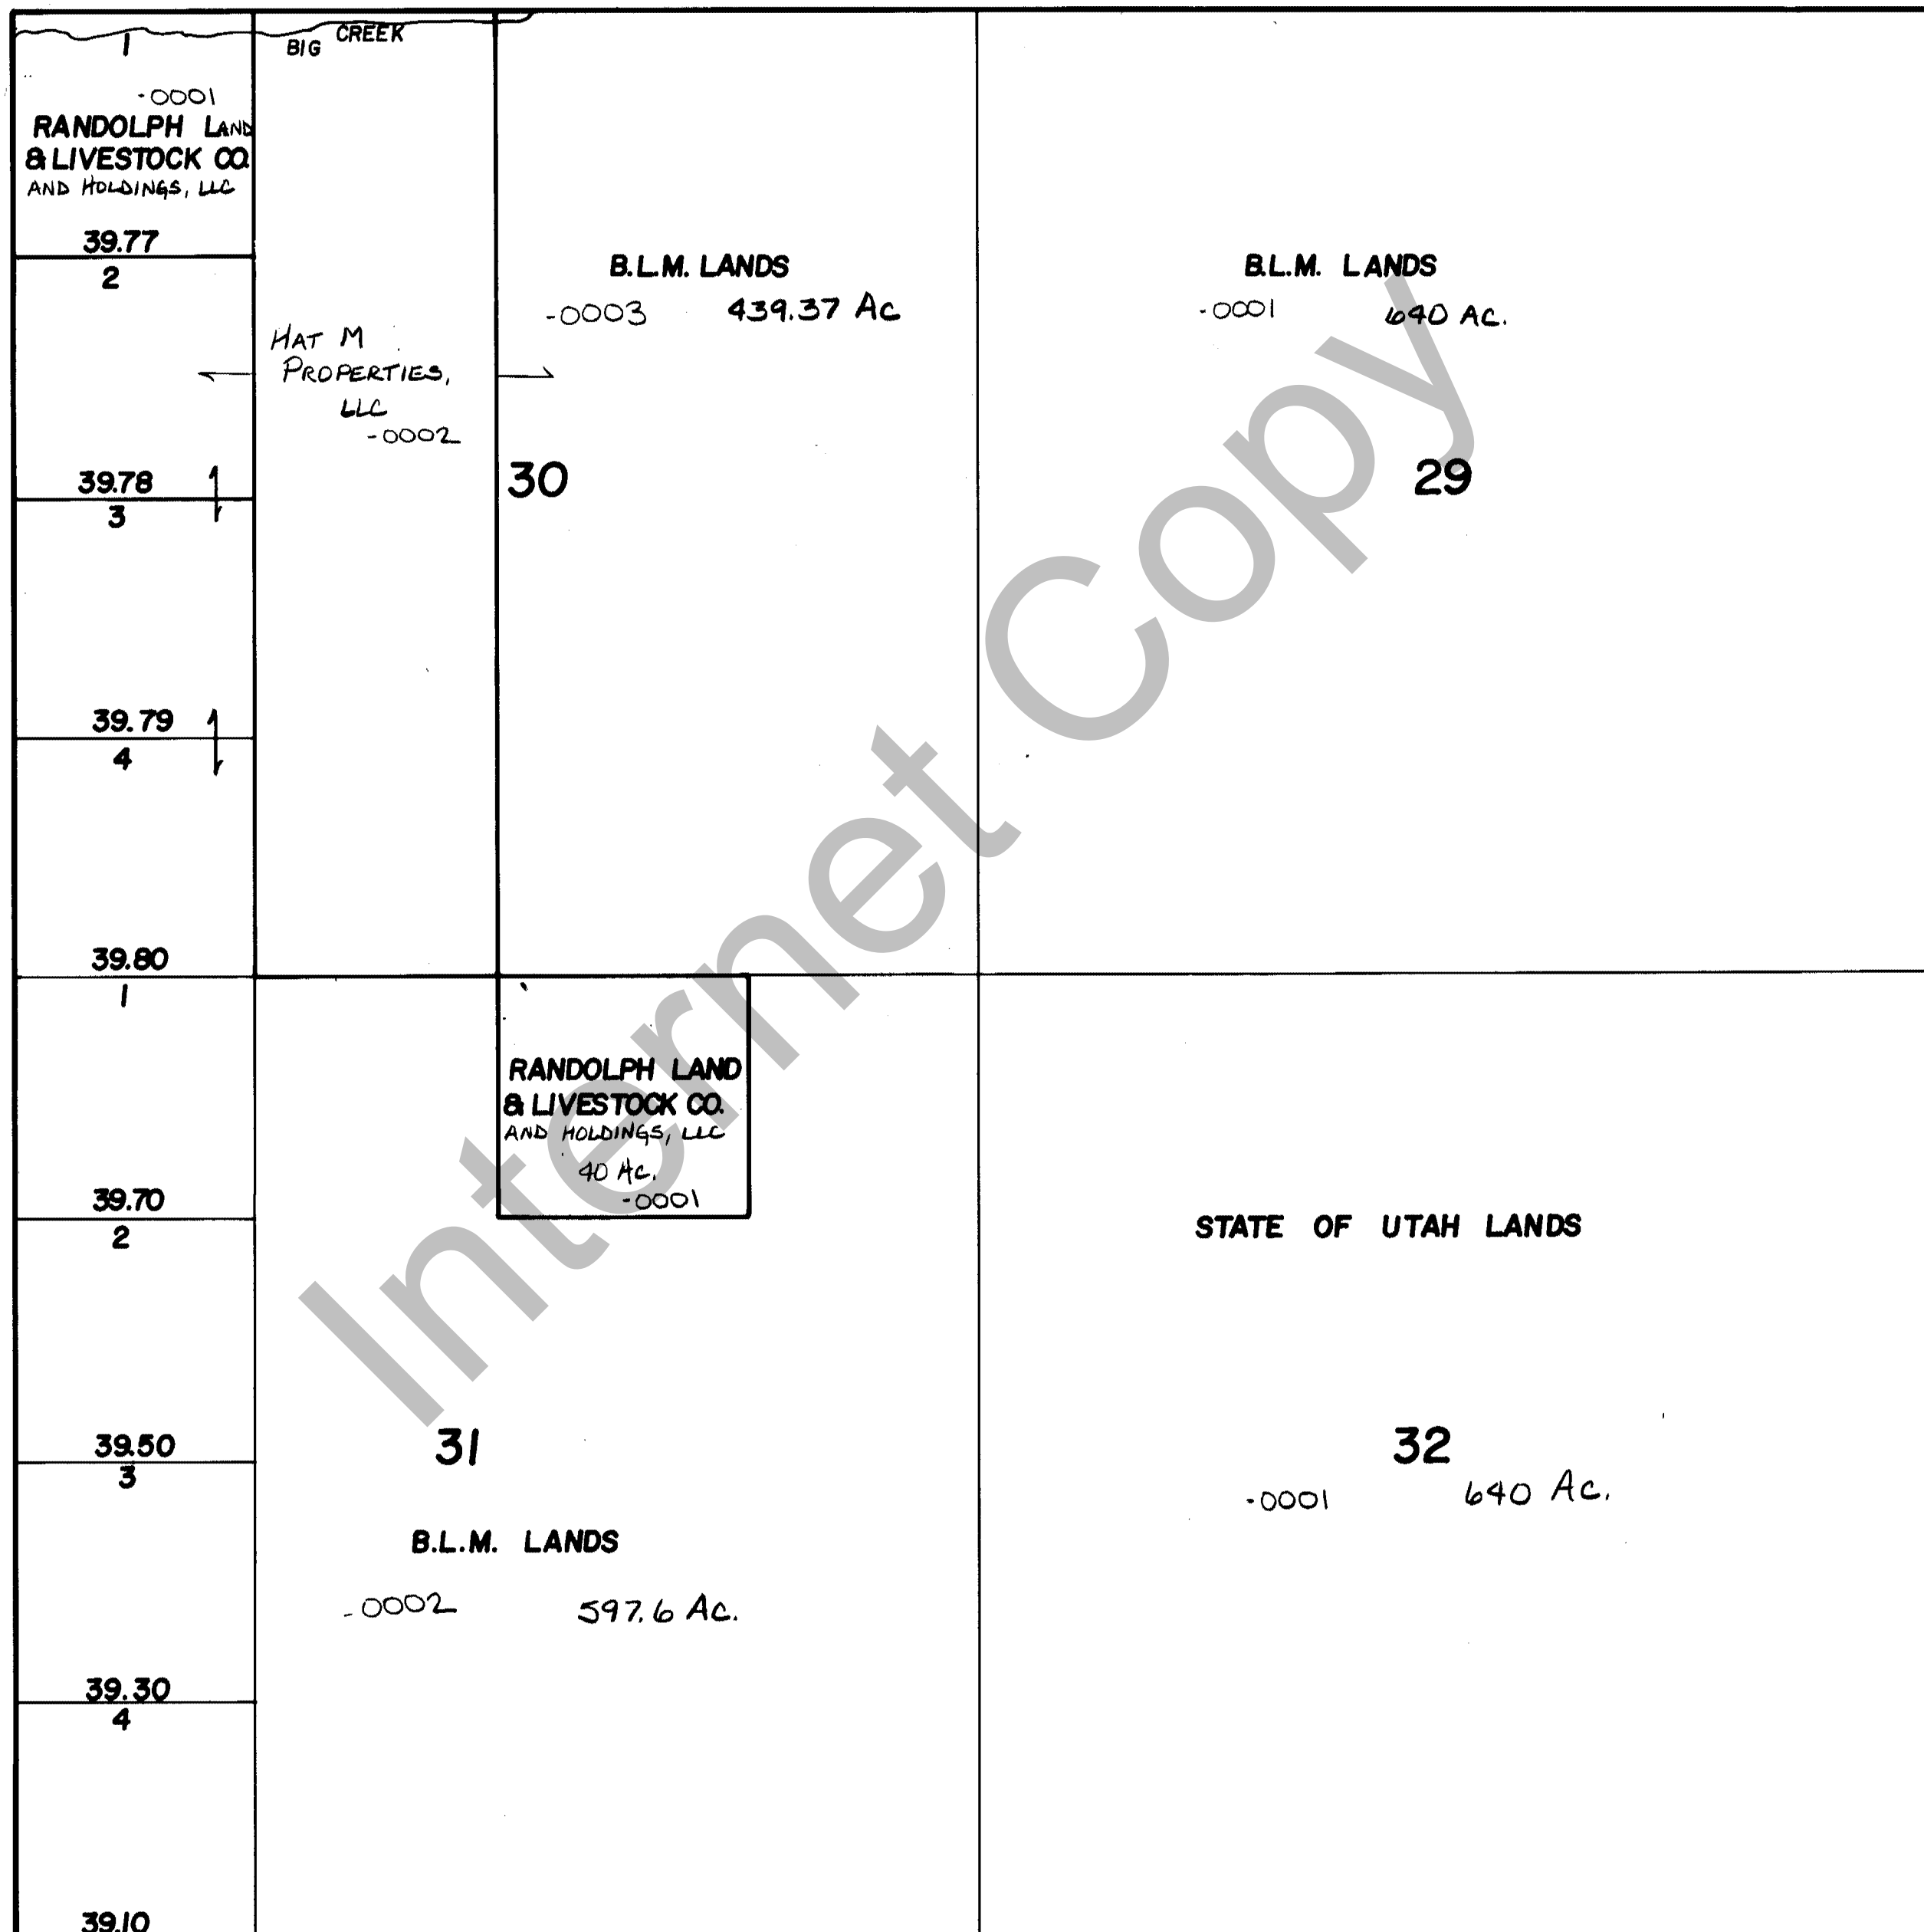 BIG CREEK
1
-0001
RANDOLPH LAND
& LIVESTOCK CO.
AND HOLDINGS, LLC
39.77
2
HAT M
PROPERTIES,
LLC
-0002
39.78
3
39.79
4
39.80
B.L.M. LANDS
-0003 439.37 AC
30
B.L.M. LANDS
-0001 640 AC.
29
1
39.70
2
39.50
3
39.30
4
39.10
RANDOLPH LAND
& LIVESTOCK CO.
AND HOLDINGS, LLC
40 AC.
-0001
31
B.L.M. LANDS
-0002 597.6 AC.
STATE OF UTAH LANDS
32
-0001 640 AC.
Internet Copy